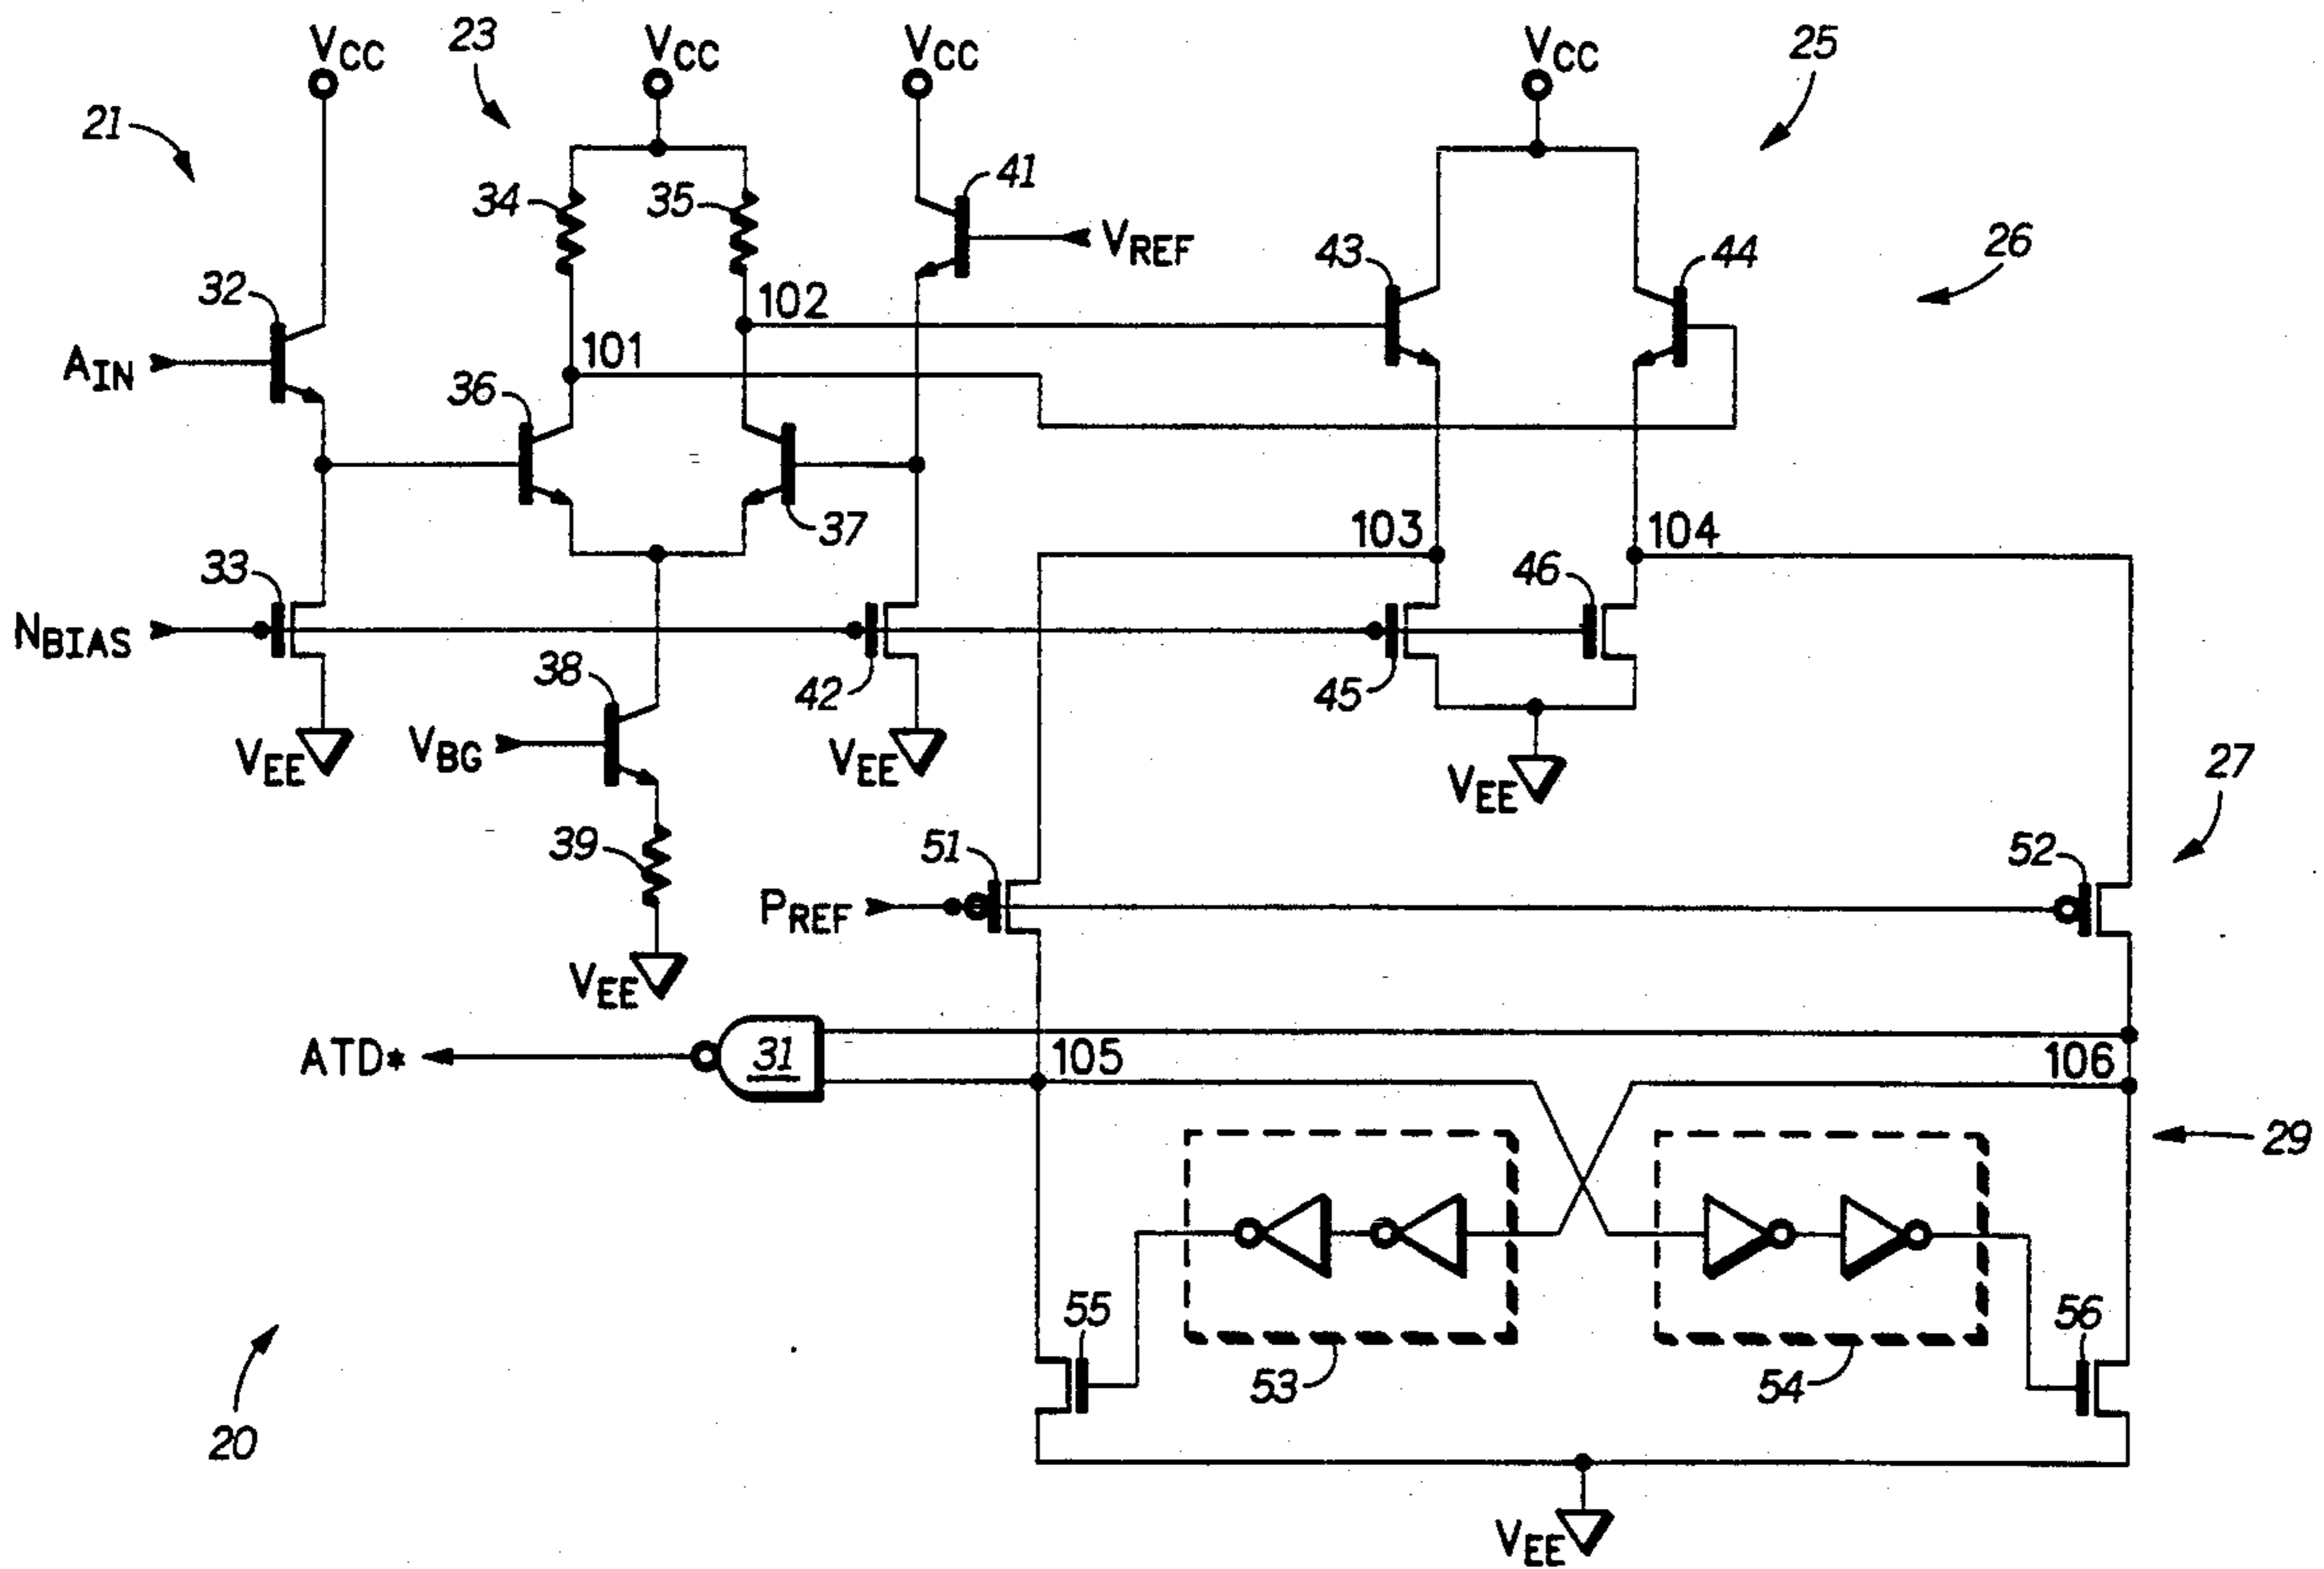 VCC 23 VCC VCC VCC 25
21
34 35 41 VREF 43 44 26
32 102
AIN 101
36
37
103 104
33 46
NBIAS
38 42 45
VEE VBG VEE VEE 27
39 51 52
PREF
VEE
ATD* 31 105 106
29
55 56
53 54
20
VEE